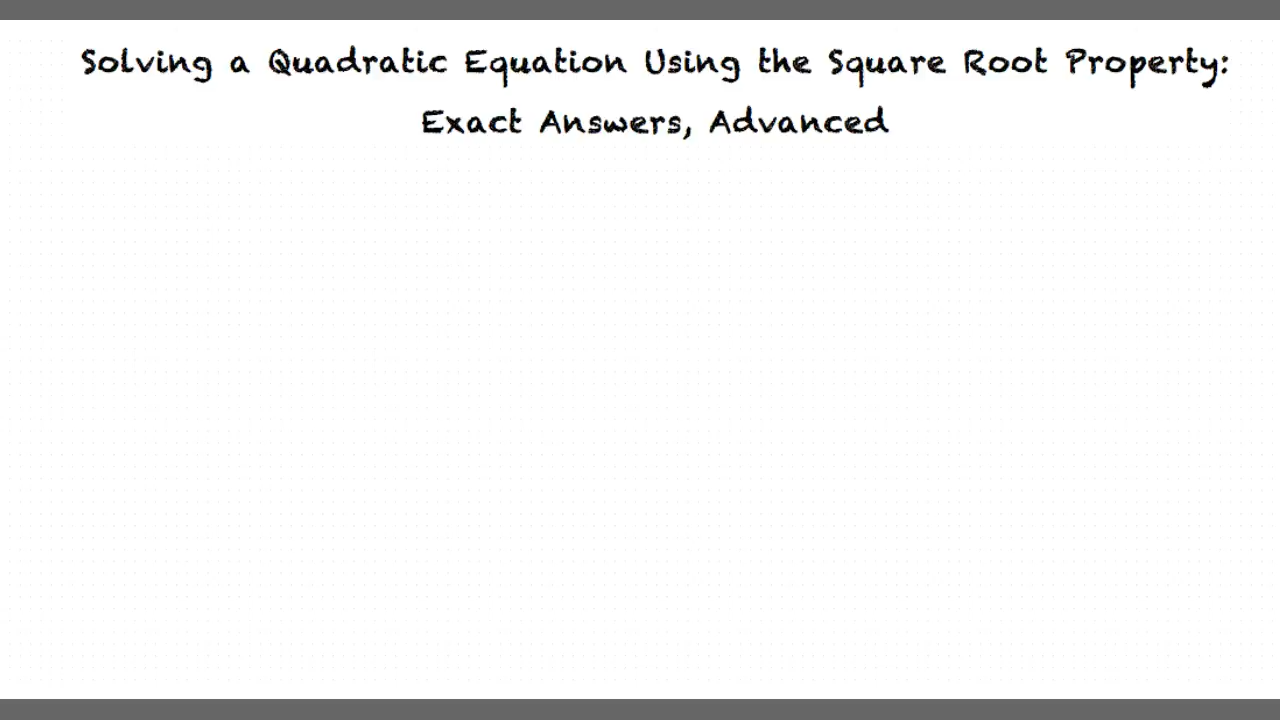 Solving a Quadratic Equation Using the Square Root Property:
Exact Answers, Advanced